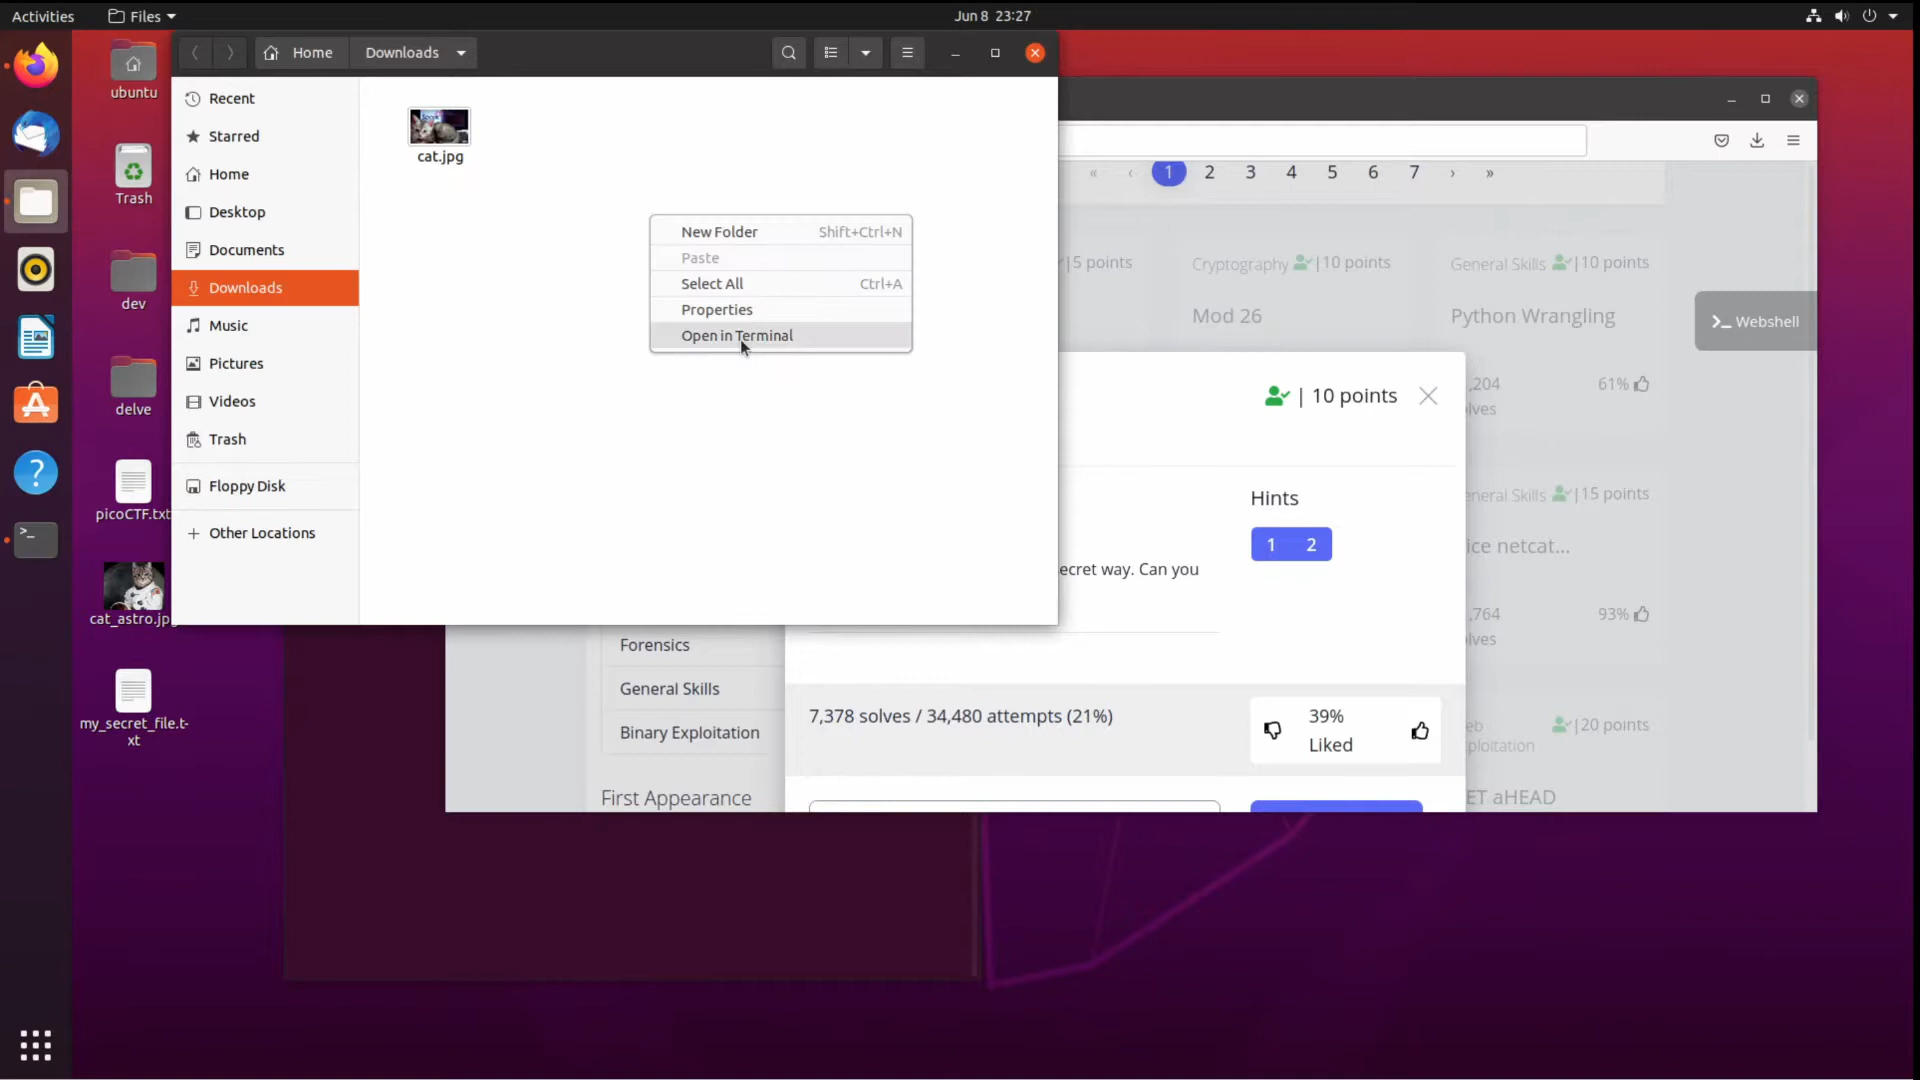 Activities
Files
Jun 8 23:27
ubuntu
Trash
dev
delve
picoCTF.txt
cat_astro.jpg
my_secret_file.t-
xt
Home
Downloads
Recent
Starred
Home
Desktop
Documents
Downloads
Music
Pictures
Videos
Trash
Floppy Disk
Other Locations
cat.jpg
New Folder Shift+Ctrl+N
Paste
Select All Ctrl+A
Properties
Open in Terminal
« ‹ 1 2 3 4 5 6 7 › »
|5 points
Cryptography |10 points
General Skills |10 points
Mod 26
Python Wrangling
>_ Webshell
,204
lves
61%
| 10 points
Hints
1 2
ecret way. Can you
neral Skills |15 points
ice netcat...
,764
lves
93%
eb
ploitation
|20 points
ET aHEAD
Forensics
General Skills
Binary Exploitation
First Appearance
7,378 solves / 34,480 attempts (21%)
39%
Liked